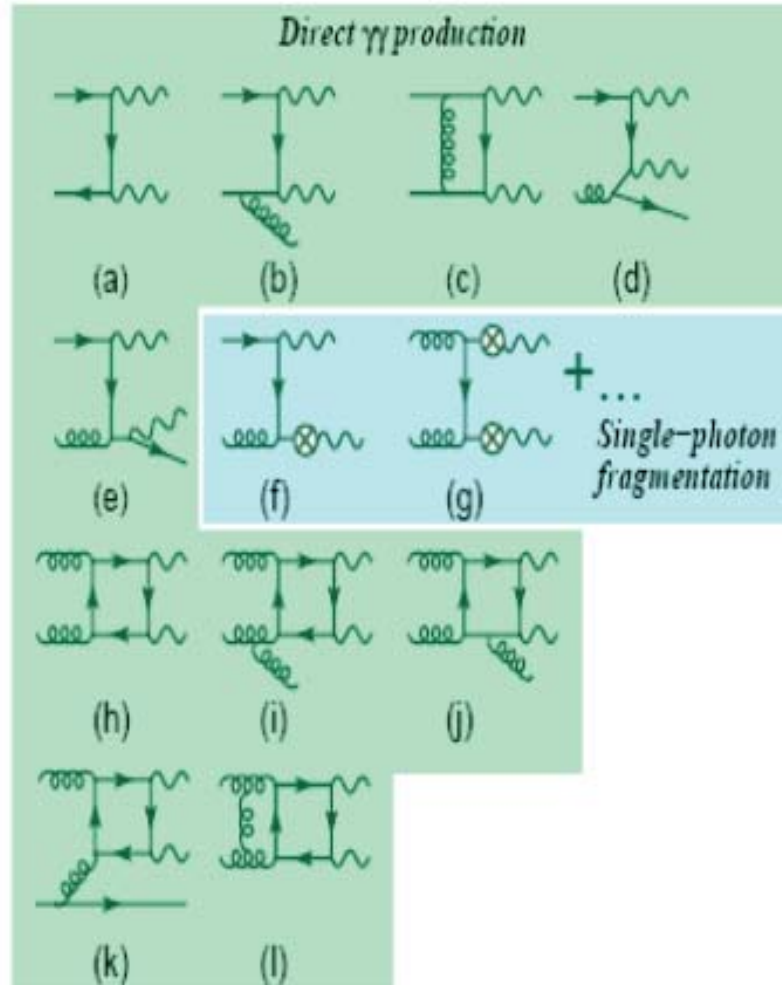 Direct γγ production
(a) (b) (c) (d)
(e) (f) (g)
+...
Single-photon
fragmentation
(h) (i) (j)
(k) (l)